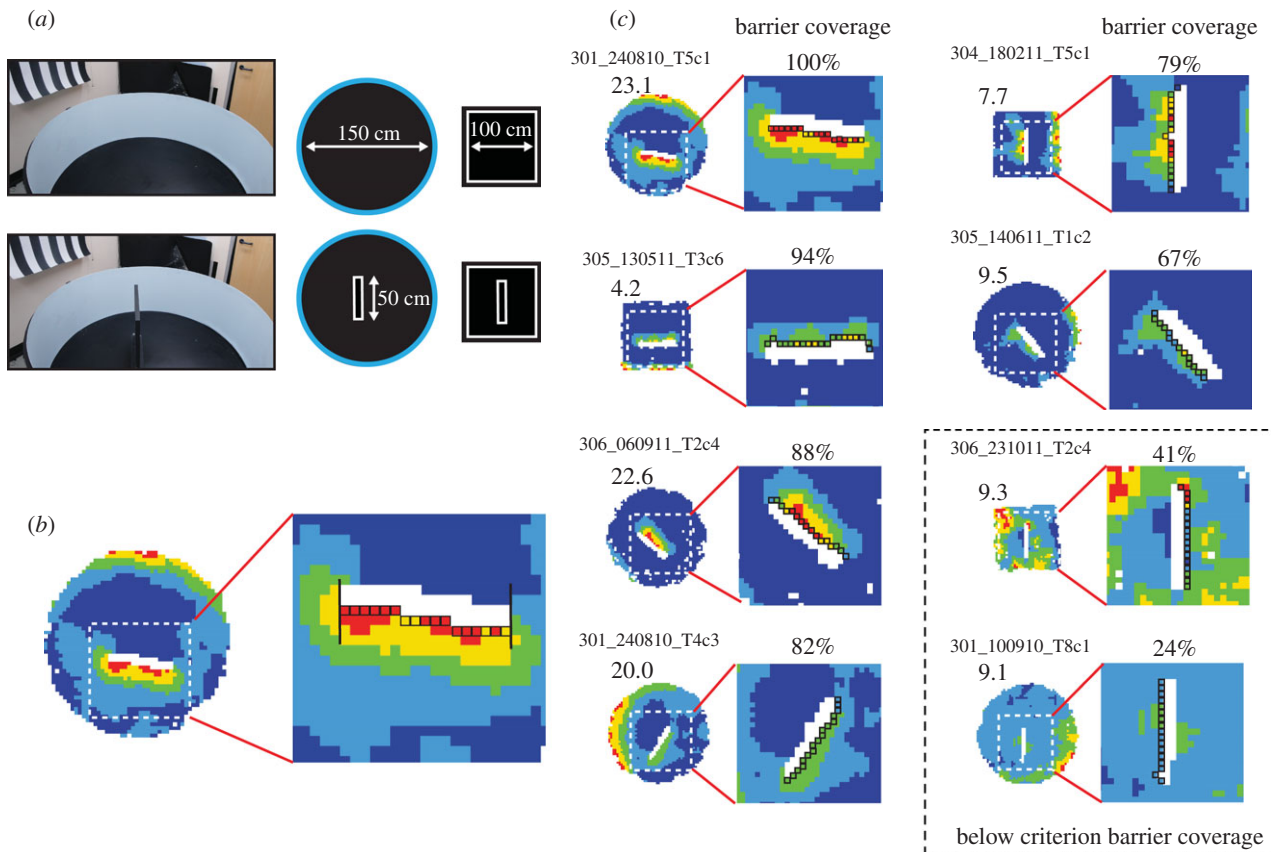 (a)
150 cm
100 cm
50 cm
(b)
(c)
barrier coverage
301_240810_T5c1
100%
23.1
305_130511_T3c6
94%
4.2
306_060911_T2c4
88%
22.6
301_240810_T4c3
82%
20.0
barrier coverage
304_180211_T5c1
79%
7.7
305_140611_T1c2
67%
9.5
306_231011_T2c4
41%
9.3
301_100910_T8c1
24%
9.1
below criterion barrier coverage